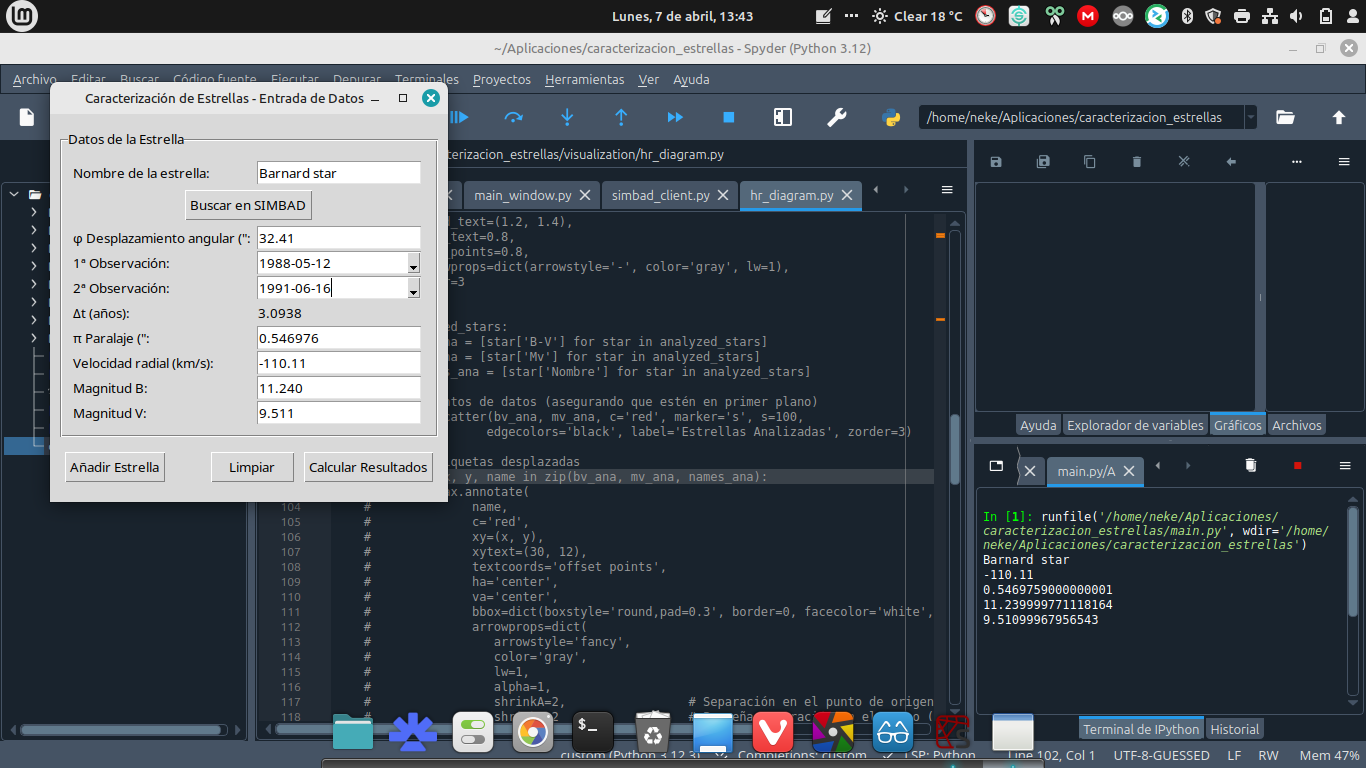 Lunes, 7 de abril, 13:43
Clear 18 °C
~/Aplicaciones/caracterizacion_estrellas - Spyder (Python 3.12)
Archivo Editar Buscar Código fuente Ejecutar Depurar Terminales Proyectos Herramientas Ver Ayuda
/home/neke/Aplicaciones/caracterizacion_estrellas
Caracterización de Estrellas - Entrada de Datos
Datos de la Estrella
Nombre de la estrella: Barnard star
Buscar en SIMBAD
φ Desplazamiento angular (": 32.41
1ª Observación: 1988-05-12
2ª Observación: 1991-06-16
Δt (años): 3.0938
π Paralaje (": 0.546976
Velocidad radial (km/s): -110.11
Magnitud B: 11.240
Magnitud V: 9.511
Añadir Estrella Limpiar Calcular Resultados
terizacion_estrellas/visualization/hr_diagram.py
main_window.py simbad_client.py hr_diagram.py
d_text=(1.2, 1.4),
_text=0.8,
_points=0.8,
wprops=dict(arrowstyle='-', color='gray', lw=1),
r=3
ed_stars:
na = [star['B-V'] for star in analyzed_stars]
na = [star['Mv'] for star in analyzed_stars]
s_ana = [star['Nombre'] for star in analyzed_stars]
ntos de datos (asegurando que estén en primer plano)
catter(bv_ana, mv_ana, c='red', marker='s', s=100,
edgecolors='black', label='Estrellas Analizadas', zorder=3)
iquetas desplazadas
, y, name in zip(bv_ana, mv_ana, names_ana):
ax.annotate(
104 # name,
105 # c='red',
106 # xy=(x, y),
107 # xytext=(30, 12),
108 # textcoords='offset points',
109 # ha='center',
110 # va='center',
111 # bbox=dict(boxstyle='round,pad=0.3', border=0, facecolor='white',
112 # arrowprops=dict(
113 # arrowstyle='fancy',
114 # color='gray',
115 # lw=1,
116 # alpha=1,
117 # shrinkA=2, # Separación en el punto de origen
118 #
Ayuda Explorador de variables Gráficos Archivos
main.py/A
In [1]: runfile('/home/neke/Aplicaciones/
caracterizacion_estrellas/main.py', wdir='/home/
neke/Aplicaciones/caracterizacion_estrellas')
Barnard star
-110.11
0.5469759000000001
11.239999771118164
9.51099967956543
Terminal de IPython Historial
custom (Python 3.12.3) Completions: custom LSP: Python Line 102, Col 1 UTF-8-GUESSED LF RW Mem 47%